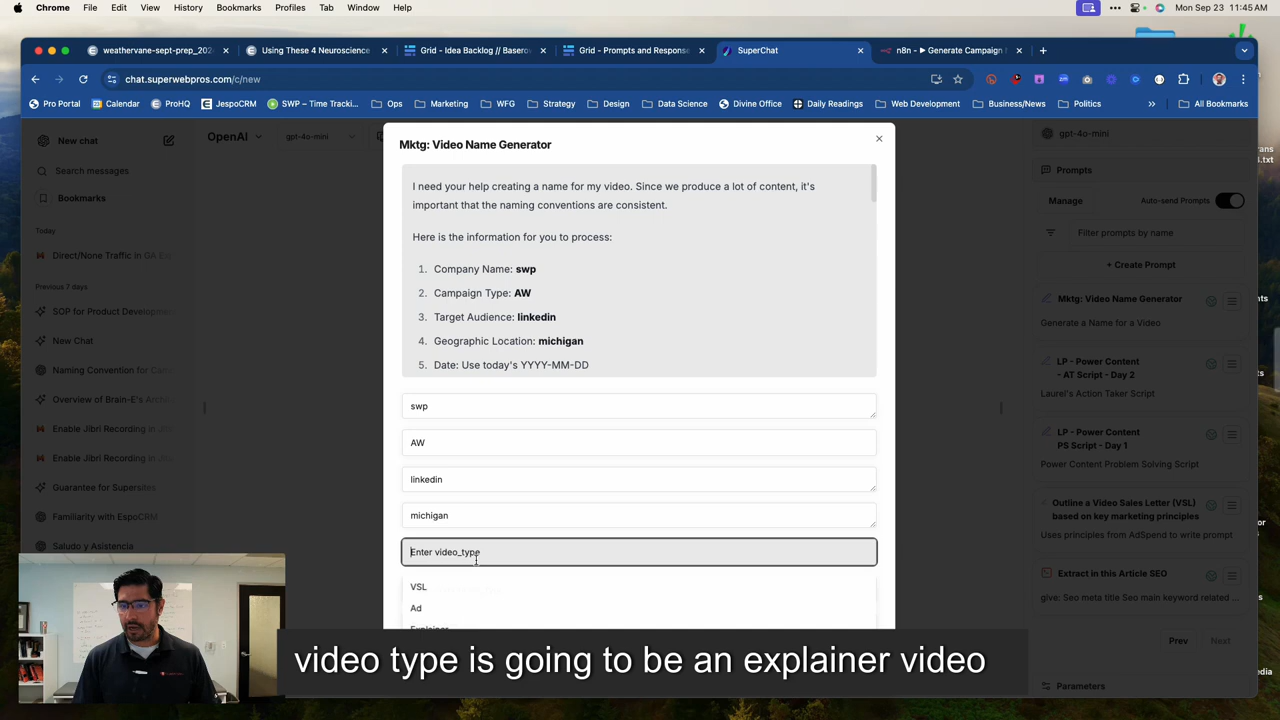 Chrome File Edit View History Bookmarks Profiles Tab Window Help Mon Sep 23 11:45 AM
weathervane-sept-prep_202 Using These 4 Neuroscience Grid - Idea Backlog // Baserow Grid - Prompts and Response SuperChat n8n - ▶ Generate Campaign
chat.superwebpros.com/c/new
Pro Portal Calendar ProHQ JespoCRM SWP – Time Tracki... Ops Marketing WFG Strategy Design Data Science Divine Office Daily Readings Web Development Business/News Politics » All Bookmarks
New chat
Search messages
Bookmarks
Today
Direct/None Traffic in GA Ex
Previous 7 days
SOP for Product Developmen
New Chat
Naming Convention for Cam
Overview of Brain-E's Archi
Enable Jibri Recording in J
Enable Jibri Recording in J
Guarantee for Supersites
Familiarity with EspoCRM
Saludo y Asistencia
OpenAI gpt-4o-mini
Mktg: Video Name Generator
I need your help creating a name for my video. Since we produce a lot of content, it's
important that the naming conventions are consistent.
Here is the information for you to process:
1. Company Name: swp
2. Campaign Type: AW
3. Target Audience: linkedin
4. Geographic Location: michigan
5. Date: Use today's YYYY-MM-DD
swp
AW
linkedin
michigan
Enter video_type
VSL
Ad
Explainer
gpt-4o-mini
Prompts
Manage Auto-send Prompts
Filter prompts by name
+ Create Prompt
Mktg: Video Name Generator
Generate a Name for a Video
LP - Power Content
- AT Script - Day 2
Laurel's Action Taker Script
LP - Power Content
PS Script - Day 1
Power Content Problem Solving Script
Outline a Video Sales Letter (VSL)
based on key marketing principles
Uses principles from AdSpend to write prompt
Extract in this Article SEO
give: Seo meta title Seo main keyword related ...
Prev Next
Parameters
video type is going to be an explainer video